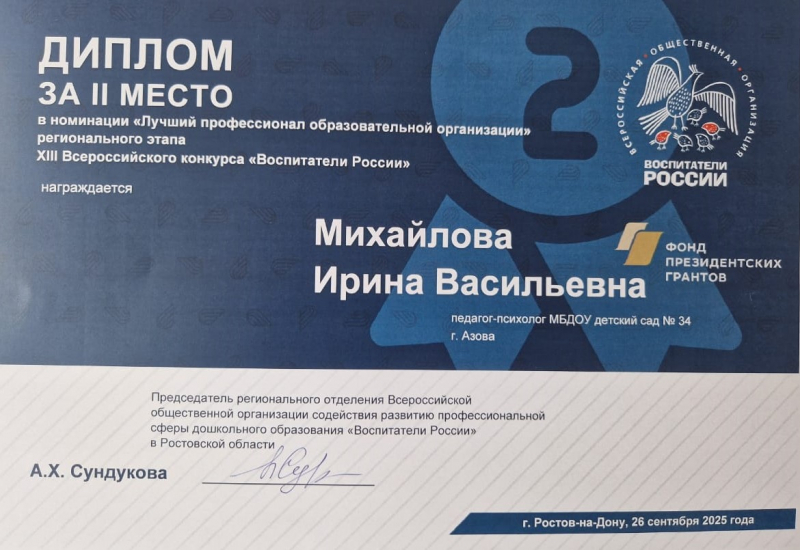 ДИПЛОМ
ЗА II МЕСТО
в номинации «Лучший профессионал образовательной организации»
регионального этапа
XIII Всероссийского конкурса «Воспитатели России»
награждается
2
ВСЕРОССИЙСКАЯ • ОБЩЕСТВЕННАЯ • ОРГАНИЗАЦИЯ
ВОСПИТАТЕЛИ
РОССИИ
Михайлова
Ирина Васильевна
ФОНД
ПРЕЗИДЕНТСКИХ
ГРАНТОВ
педагог-психолог МБДОУ детский сад № 34
г. Азова
Председатель регионального отделения Всероссийской
общественной организации содействия развитию профессиональной
сферы дошкольного образования «Воспитатели России»
в Ростовской области
А.Х. Сундукова
г. Ростов-на-Дону, 26 сентября 2025 года